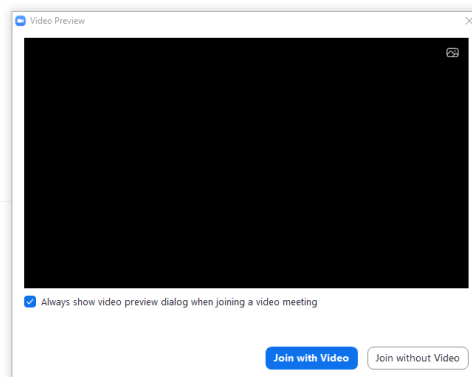 Video Preview
Always show video preview dialog when joining a video meeting
Join with Video
Join without Video